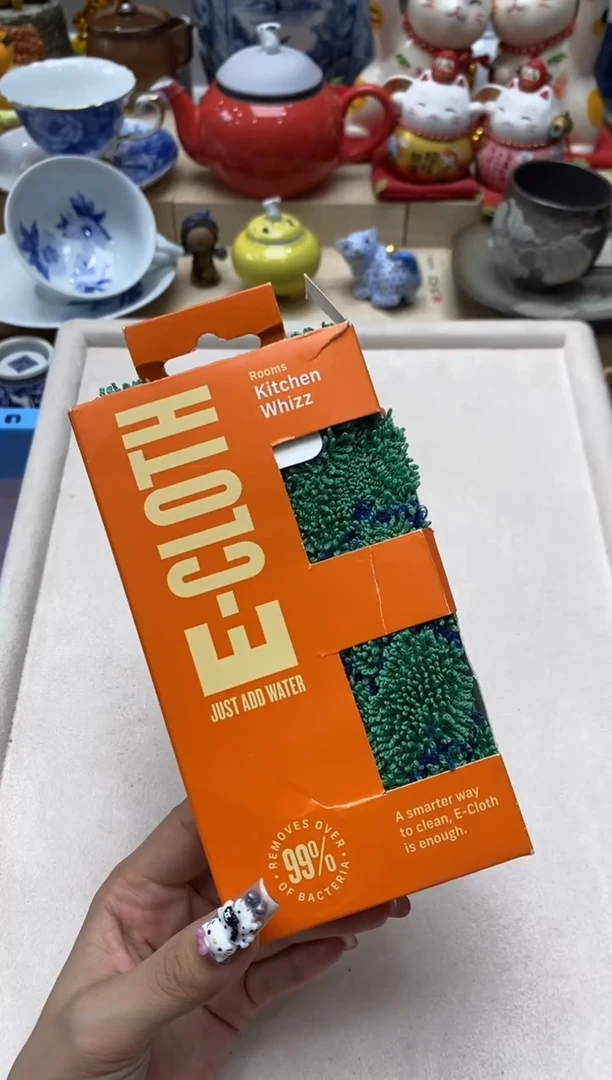 Rooms
Kitchen
Whizz
E-CLOTH
JUST ADD WATER
REMOVES OVER
99%
OF BACTERIA
A smarter way
to clean, E-Cloth
is enough.